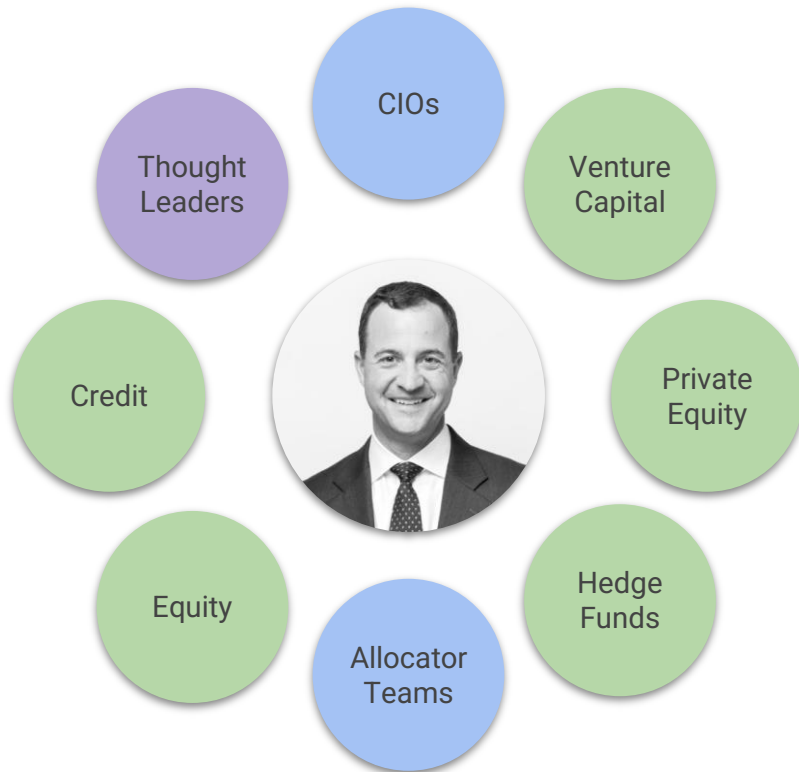 CIOs
Thought
Leaders
Venture
Capital
Credit
Private
Equity
Equity
Hedge
Funds
Allocator
Teams